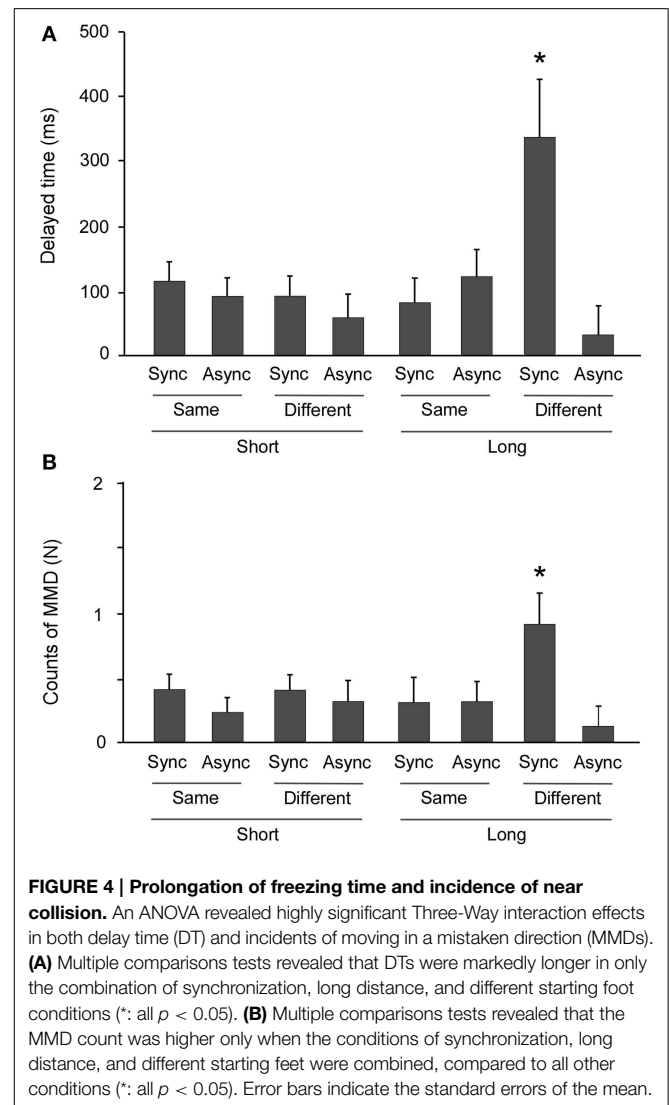 A
500
400
300
200
100
0
Delayed time (ms)
*
Sync Async Sync Async Sync Async Sync Async
Same Different Same Different
Short Long
B
2
1
0
Counts of MMD (N)
*
Sync Async Sync Async Sync Async Sync Async
Same Different Same Different
Short Long
FIGURE 4 | Prolongation of freezing time and incidence of near
collision. An ANOVA revealed highly significant Three-Way interaction effects
in both delay time (DT) and incidents of moving in a mistaken direction (MMDs).
(A) Multiple comparisons tests revealed that DTs were markedly longer in only
the combination of synchronization, long distance, and different starting foot
conditions (*: all p < 0.05). (B) Multiple comparisons tests revealed that the
MMD count was higher only when the conditions of synchronization, long
distance, and different starting feet were combined, compared to all other
conditions (*: all p < 0.05). Error bars indicate the standard errors of the mean.